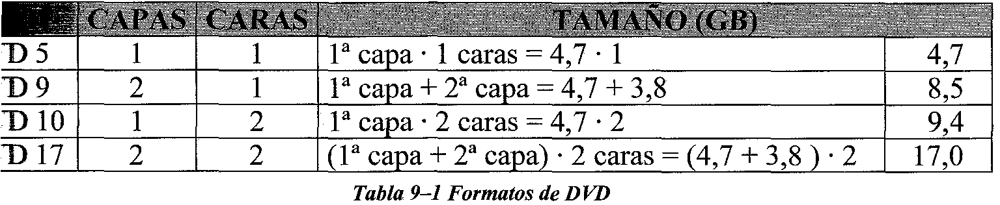 CAPAS CARAS TAMAÑO (GB)
D 5 1 1 1ª capa · 1 caras = 4,7 · 1 4,7
D 9 2 1 1ª capa + 2ª capa = 4,7 + 3,8 8,5
D 10 1 2 1ª capa · 2 caras = 4,7 · 2 9,4
D 17 2 2 (1ª capa + 2ª capa) · 2 caras = (4,7 + 3,8 ) · 2 17,0
Tabla 9–1 Formatos de DVD